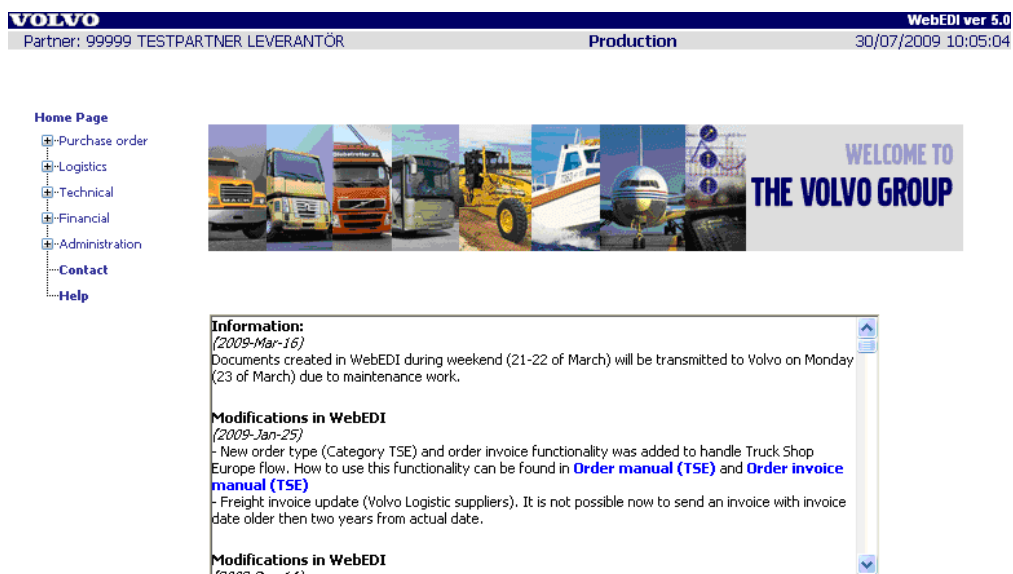 VOLVO WebEDI ver 5.0
Partner: 99999 TESTPARTNER LEVERANTÖR Production 30/07/2009 10:05:04
Home Page
Purchase order
Logistics
Technical
Financial
Administration
Contact
Help
WELCOME TO
THE VOLVO GROUP
Information:
(2009-Mar-16)
Documents created in WebEDI during weekend (21-22 of March) will be transmitted to Volvo on Monday
(23 of March) due to maintenance work.
Modifications in WebEDI
(2009-Jan-25)
- New order type (Category TSE) and order invoice functionality was added to handle Truck Shop
Europe flow. How to use this functionality can be found in Order manual (TSE) and Order invoice
manual (TSE)
- Freight invoice update (Volvo Logistic suppliers). It is not possible now to send an invoice with invoice
date older then two years from actual date.
Modifications in WebEDI